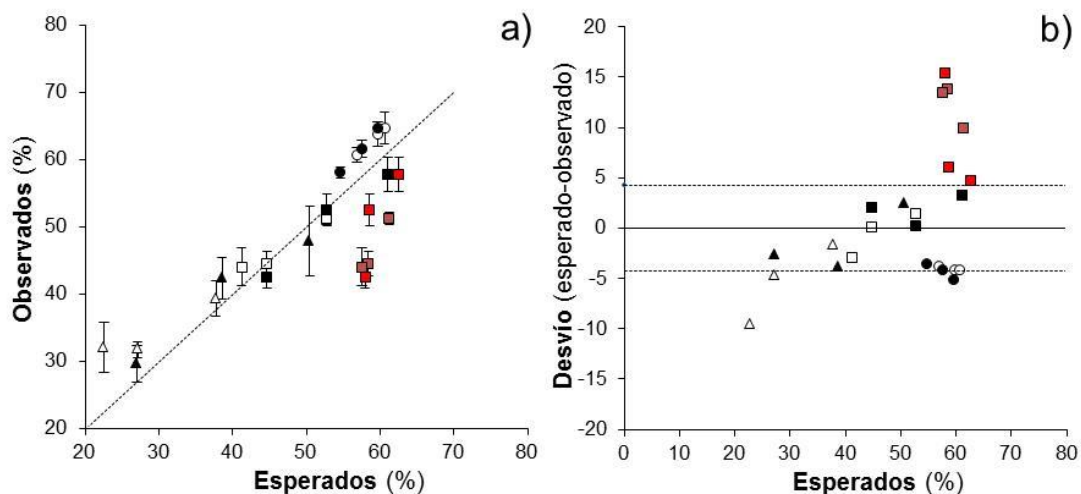 a)
80
70
60
50
40
30
20
Observados (%)
20 30 40 50 60 70 80
Esperados (%)
b)
20
15
10
5
0
-5
-10
-15
-20
Desvío (esperado-observado)
0 10 20 30 40 50 60 70 80
Esperados (%)